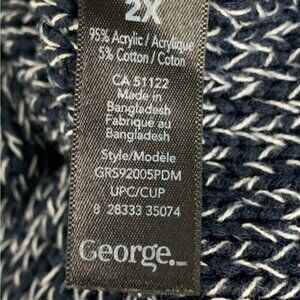 2X
95% Acrylic / Acrylique
5% Cotton / Coton
CA 51122
Made in
Bangladesh
Fabriqué au
Bangladesh
Style/Modèle
GRS92005PDM
UPC/CUP
8 28333 35074
George.